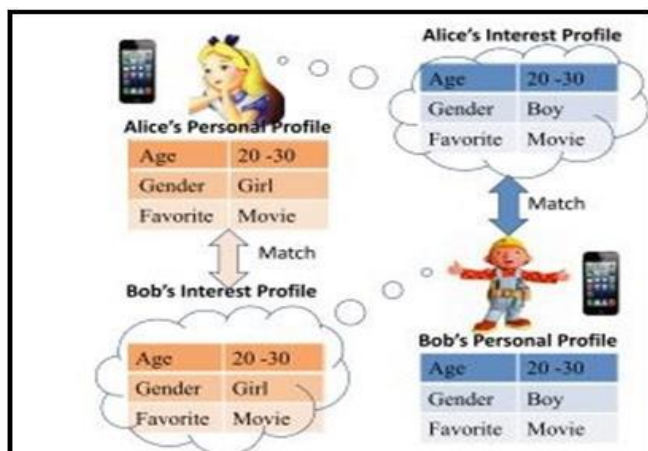 Alice's Interest Profile
Age 20 -30
Gender Boy
Favorite Movie
Alice's Personal Profile
Age 20 -30
Gender Girl
Favorite Movie
Match
Match
Bob's Interest Profile
Age 20 -30
Gender Girl
Favorite Movie
Bob's Personal Profile
Age 20 -30
Gender Boy
Favorite Movie